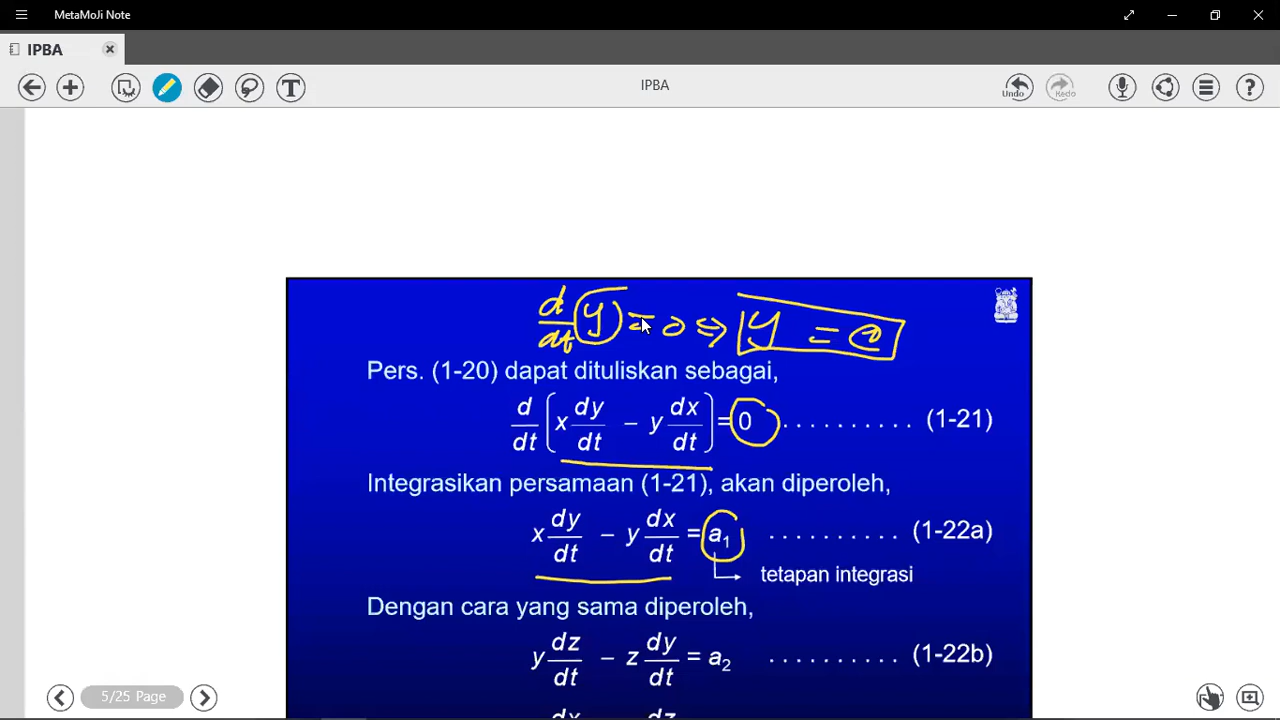 MetaMoJi Note
IPBA
IPBA
Undo
Redo
d/dt (y) = 0 ⇔ y =
Pers. (1-20) dapat dituliskan sebagai,
d/dt [x dy/dt − y dx/dt] = 0 . . . . . . . . . . (1-21)
Integrasikan persamaan (1-21), akan diperoleh,
x dy/dt − y dx/dt = a₁ . . . . . . . . . . (1-22a)
tetapan integrasi
Dengan cara yang sama diperoleh,
y dz/dt − z dy/dt = a₂ . . . . . . . . . . (1-22b)
dx dz
5/25 Page